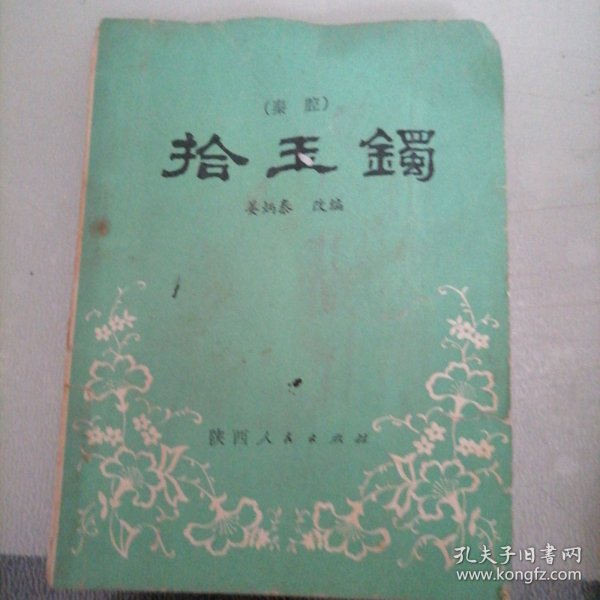 （秦腔）
拾玉镯
姜炳泰 改编
陕西人民出版社
孔夫子旧书网
www.kongfz.com